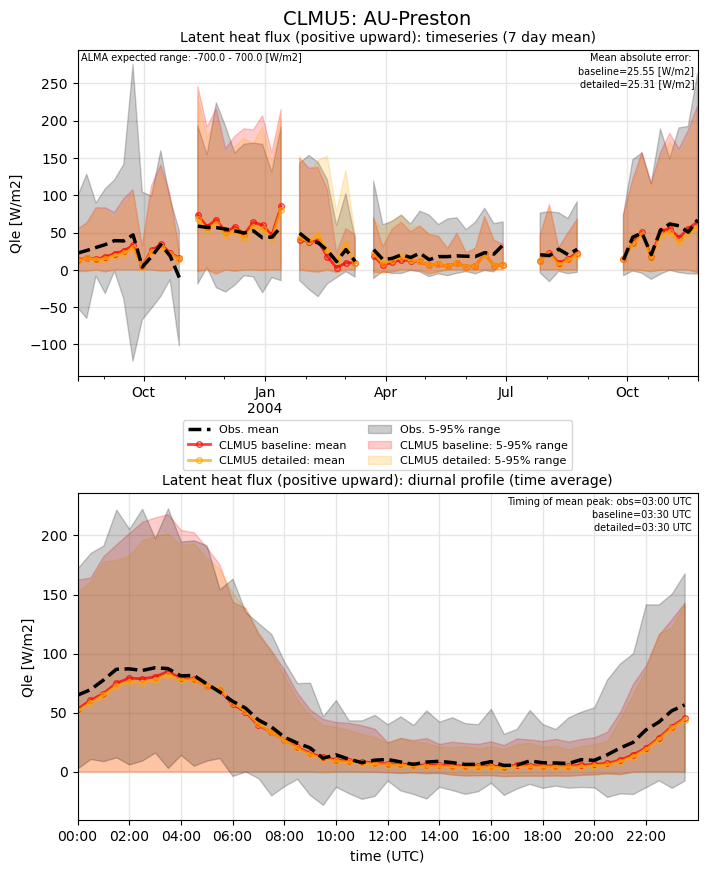 CLMU5: AU-Preston
Latent heat flux (positive upward): timeseries (7 day mean)
ALMA expected range: -700.0 - 700.0 [W/m2]
Mean absolute error:
baseline=25.55 [W/m2]
detailed=25.31 [W/m2]
Qle [W/m2]
250
200
150
100
50
0
−50
−100
Oct
Jan
2004
Apr
Jul
Oct
Obs. mean
CLMU5 baseline: mean
CLMU5 detailed: mean
Obs. 5-95% range
CLMU5 baseline: 5-95% range
CLMU5 detailed: 5-95% range
Latent heat flux (positive upward): diurnal profile (time average)
Timing of mean peak: obs=03:00 UTC
baseline=03:30 UTC
detailed=03:30 UTC
Qle [W/m2]
200
150
100
50
0
00:00 02:00 04:00 06:00 08:00 10:00 12:00 14:00 16:00 18:00 20:00 22:00
time (UTC)